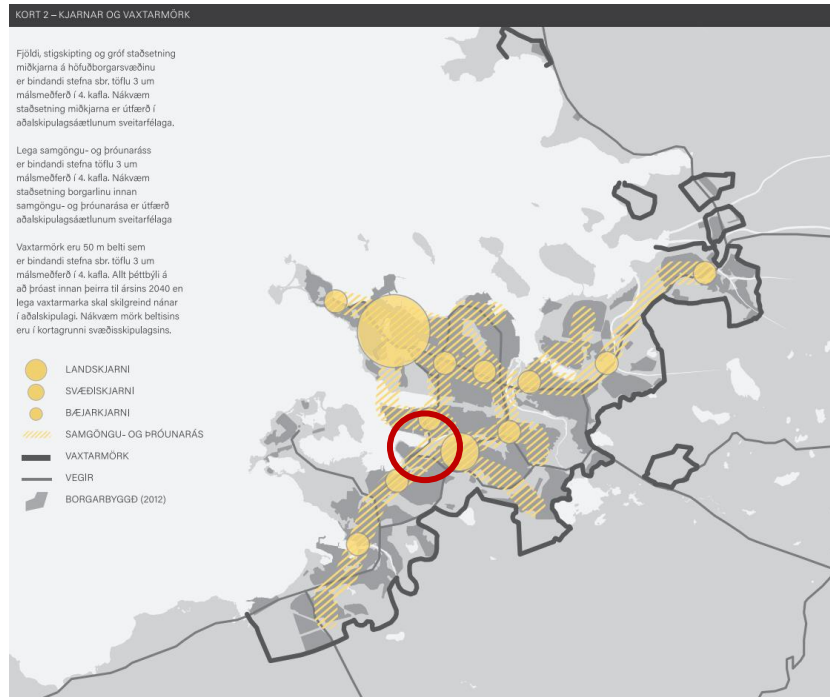 KORT 2 – KJARNAR OG VAXTARMÖRK
Fjöldi, stigskipting og gróf staðsetning
miðkjarna á höfuðborgarsvæðinu
er bindandi stefna sbr. töflu 3 um
málsmeðferð í 4. kafla. Nákvæm
staðsetning miðkjarna er útfærð í
aðalskipulagsáætlunum sveitarfélaga.
Lega samgöngu- og þróunaráss
er bindandi stefna töflu 3 um
málsmeðferð í 4. kafla. Nákvæm
staðsetning borgarlinu innan
samgöngu- og þróunarása er útfærð
aðalskipulagsáætlunum sveitarfélaga
Vaxtarmörk eru 50 m belti sem
er bindandi stefna sbr. töflu 3 um
málsmeðferð í 4. kafla. Allt þéttbýli á
að þróast innan þeirra til ársins 2040 en
lega vaxtarmarka skal skilgreind nánar
í aðalskipulagi. Nákvæm mörk beltisins
eru í kortagrunni svæðisskipulagsins.
LANDSKJARNI
SVÆÐISKJARNI
BÆJARKJARNI
SAMGÖNGU- OG ÞRÓUNARÁS
VAXTARMÖRK
VEGIR
BORGARBYGGÐ (2012)